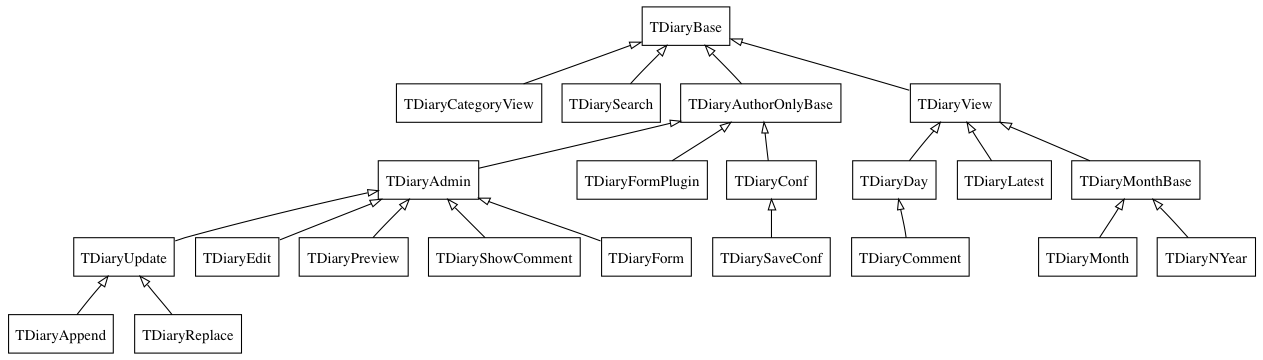 TDiaryBase
TDiaryCategoryView
TDiarySearch
TDiaryAuthorOnlyBase
TDiaryView
TDiaryAdmin
TDiaryFormPlugin
TDiaryConf
TDiaryDay
TDiaryLatest
TDiaryMonthBase
TDiaryUpdate
TDiaryEdit
TDiaryPreview
TDiaryShowComment
TDiaryForm
TDiarySaveConf
TDiaryComment
TDiaryMonth
TDiaryNYear
TDiaryAppend
TDiaryReplace